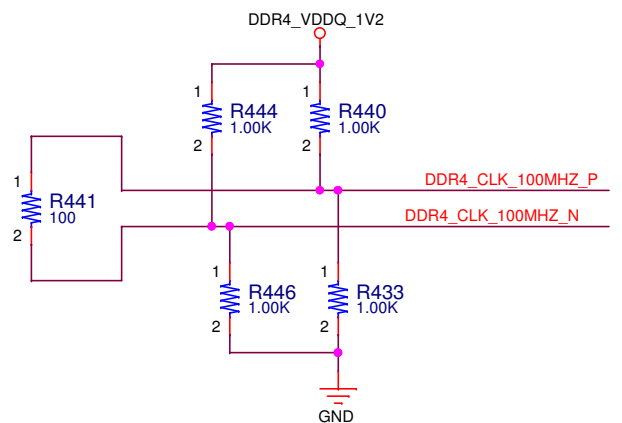 DDR4_VDDQ_1V2
1
R444
1.00K
2
1
R440
1.00K
2
1
R441
100
2
DDR4_CLK_100MHZ_P
DDR4_CLK_100MHZ_N
1
R446
1.00K
2
1
R433
1.00K
2
GND